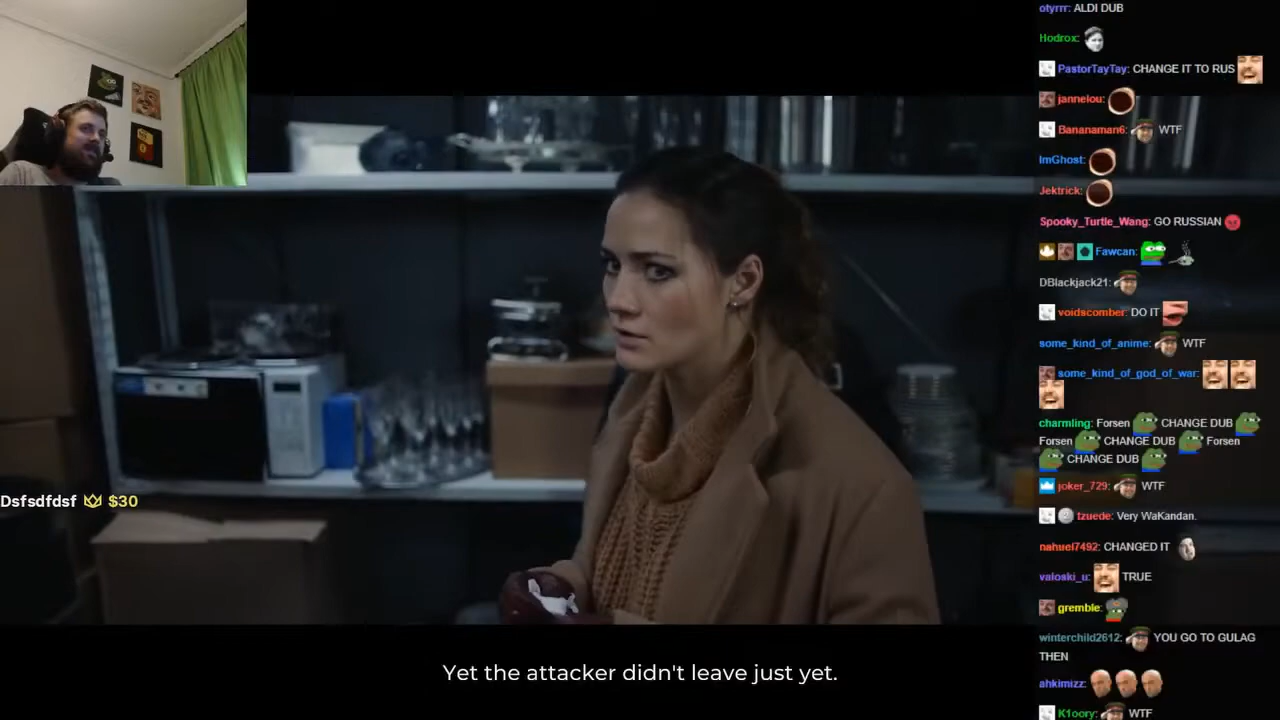 otyrrr: ALDI DUB
Hodrox:
PastorTayTay: CHANGE IT TO RUS
jannelou:
Bananaman6: WTF
ImGhost:
Jektrick:
Spooky_Turtle_Wang: GO RUSSIAN
Fawcan:
DBlackjack21:
voidscomber: DO IT
some_kind_of_anime: WTF
some_kind_of_god_of_war:
charmling: Forsen CHANGE DUB
Forsen CHANGE DUB Forsen
CHANGE DUB
joker_729: WTF
tzuede: Very WaKandan.
nahuel7492: CHANGED IT
valoski_u: TRUE
gremble:
winterchild2612: YOU GO TO GULAG
THEN
ahkimizz:
K1oory: WTF
Dsfsdfdsf $30
Yet the attacker didn't leave just yet.